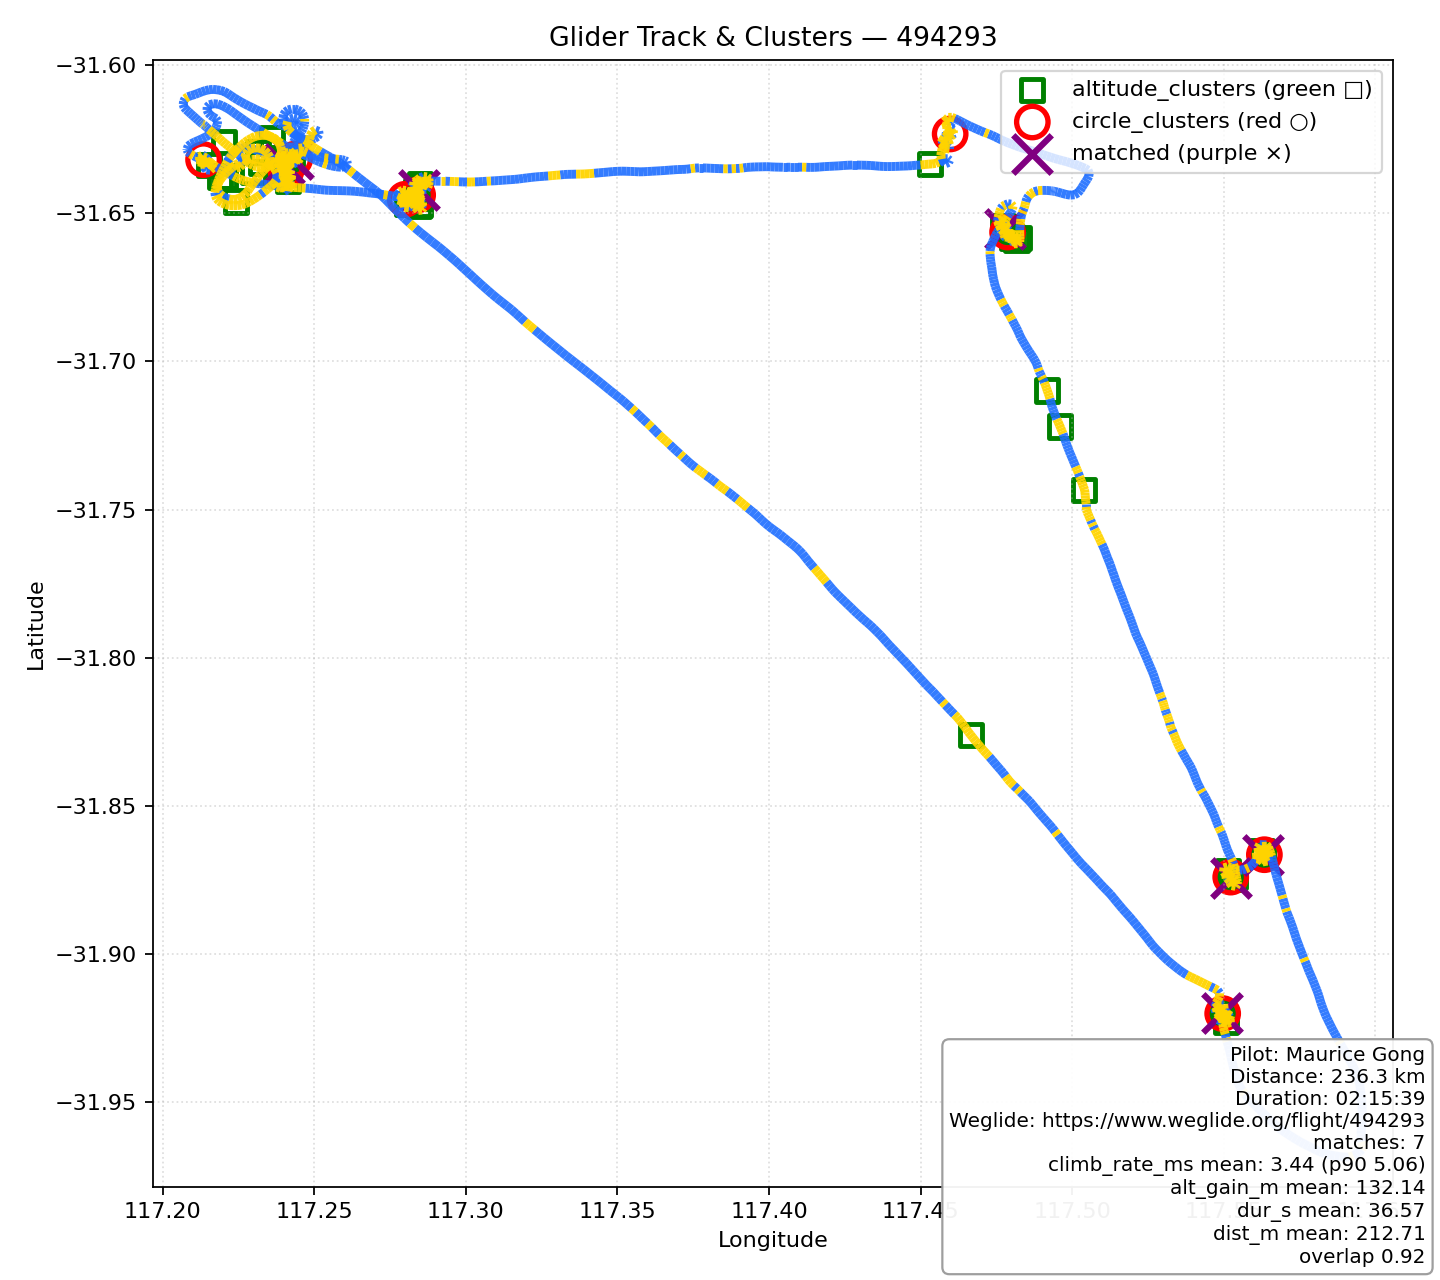 Glider Track & Clusters — 494293
altitude_clusters (green □)
circle_clusters (red ○)
matched (purple ×)
−31.60
−31.65
−31.70
−31.75
−31.80
−31.85
−31.90
−31.95
Latitude
117.20
117.25
117.30
117.35
117.40
117.45
117.50
Longitude
Pilot: Maurice Gong
Distance: 236.3 km
Duration: 02:15:39
Weglide: https://www.weglide.org/flight/494293
matches: 7
climb_rate_ms mean: 3.44 (p90 5.06)
alt_gain_m mean: 132.14
dur_s mean: 36.57
dist_m mean: 212.71
overlap 0.92